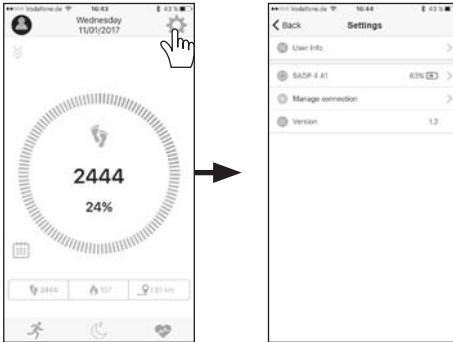 vodafone.de 16:43 43 %
Wednesday
11/01/2017
2444
24%
2444 107 1.81 km
vodafone.de 16:44 43 %
Back Settings
User Info
SADP 4 A1 63%
Manage connection
Version 1.2